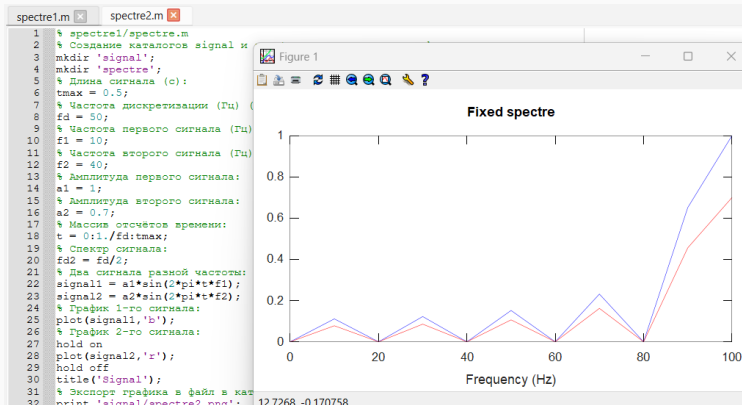 spectre1.m spectre2.m
1 % spectre1/spectre.m
2 % Создание каталогов signal и
3 mkdir 'signal';
4 mkdir 'spectre';
5 % Длина сигнала (с):
6 tmax = 0.5;
7 % Частота дискретизации (Гц) (
8 fd = 50;
9 % Частота первого сигнала (Гц)
10 f1 = 10;
11 % Частота второго сигнала (Гц)
12 f2 = 40;
13 % Амплитуда первого сигнала:
14 a1 = 1;
15 % Амплитуда второго сигнала:
16 a2 = 0.7;
17 % Массив отсчётов времени:
18 t = 0:1./fd:tmax;
19 % Спектр сигнала:
20 fd2 = fd/2;
21 % Два сигнала разной частоты:
22 signal1 = a1*sin(2*pi*t*f1);
23 signal2 = a2*sin(2*pi*t*f2);
24 % График 1-го сигнала:
25 plot(signal1,'b');
26 % График 2-го сигнала:
27 hold on
28 plot(signal2,'r');
29 hold off
30 title('Signal');
31 % Экспорт графика в файл в кат
32 print 'signal/spectre2.png';
Figure 1
Fixed spectre
1
0.8
0.6
0.4
0.2
0
0 20 40 60 80 100
Frequency (Hz)
12.7268, -0.170758